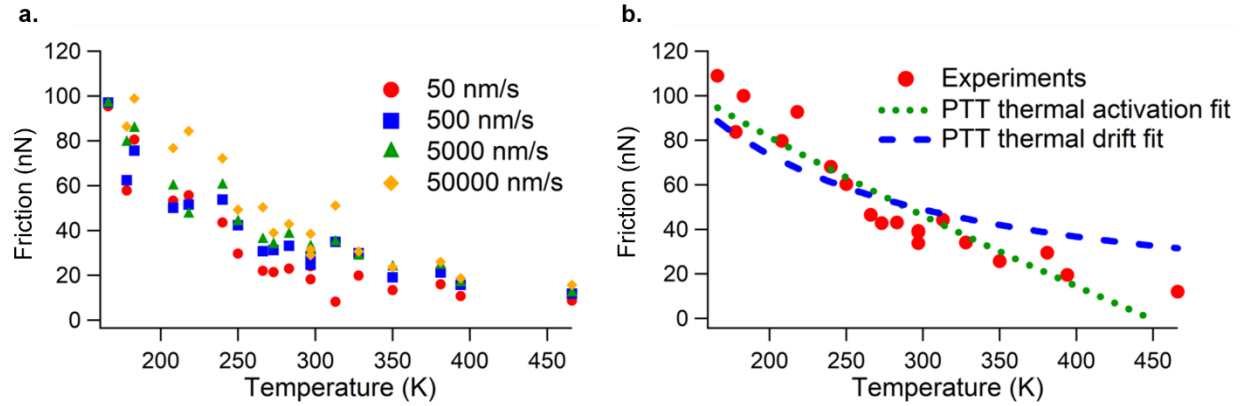 a.
120
100
80
60
40
20
0
Friction (nN)
50 nm/s
500 nm/s
5000 nm/s
50000 nm/s
200 250 300 350 400 450
Temperature (K)
b.
120
100
80
60
40
20
0
Friction (nN)
Experiments
PTT thermal activation fit
PTT thermal drift fit
200 250 300 350 400 450
Temperature (K)